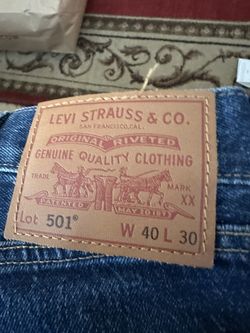 LEVI STRAUSS & CO.
SAN FRANCISCO, CAL.
ORIGINAL RIVETED
GENUINE QUALITY CLOTHING
TRADE MARK
XX
PATENTED MAY 20 1873
Lot 501® W 40 L 30